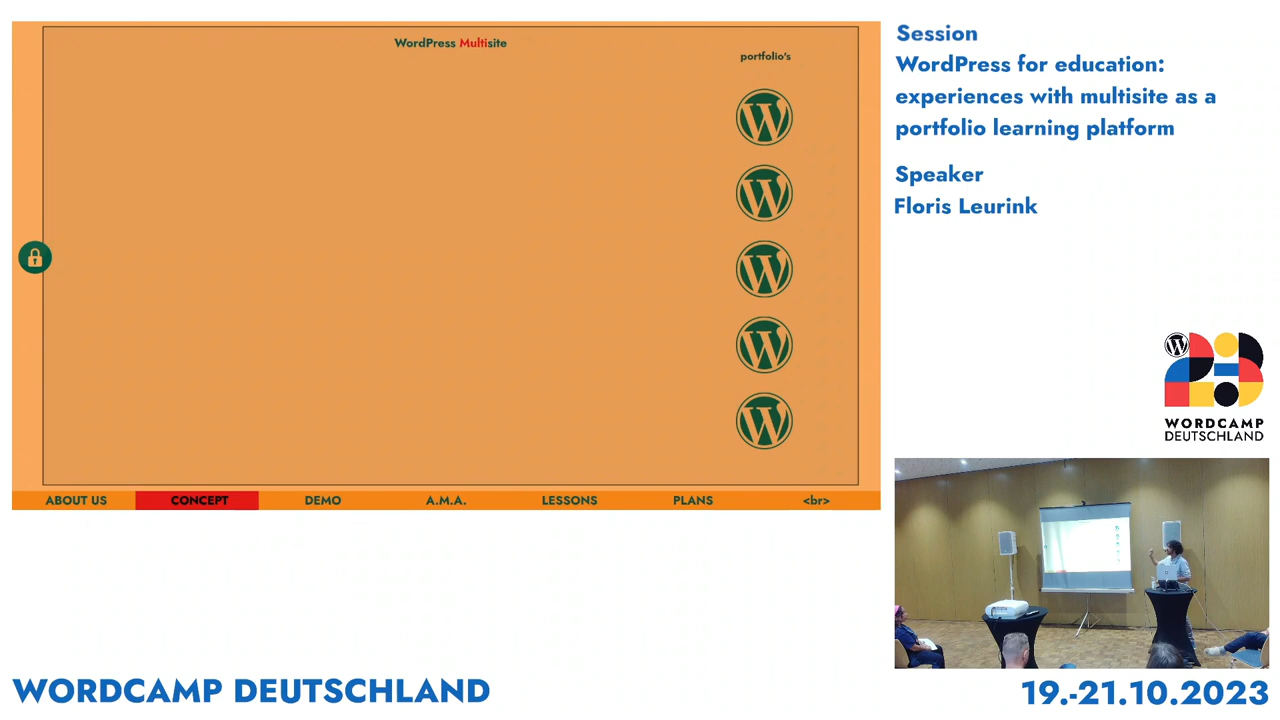 WordPress Multisite
portfolio's
ABOUT US
CONCEPT
DEMO
A.M.A.
LESSONS
PLANS
<br>
Session
WordPress for education:
experiences with multisite as a
portfolio learning platform
Speaker
Floris Leurink
WORDCAMP
DEUTSCHLAND
WORDCAMP DEUTSCHLAND
19.-21.10.2023